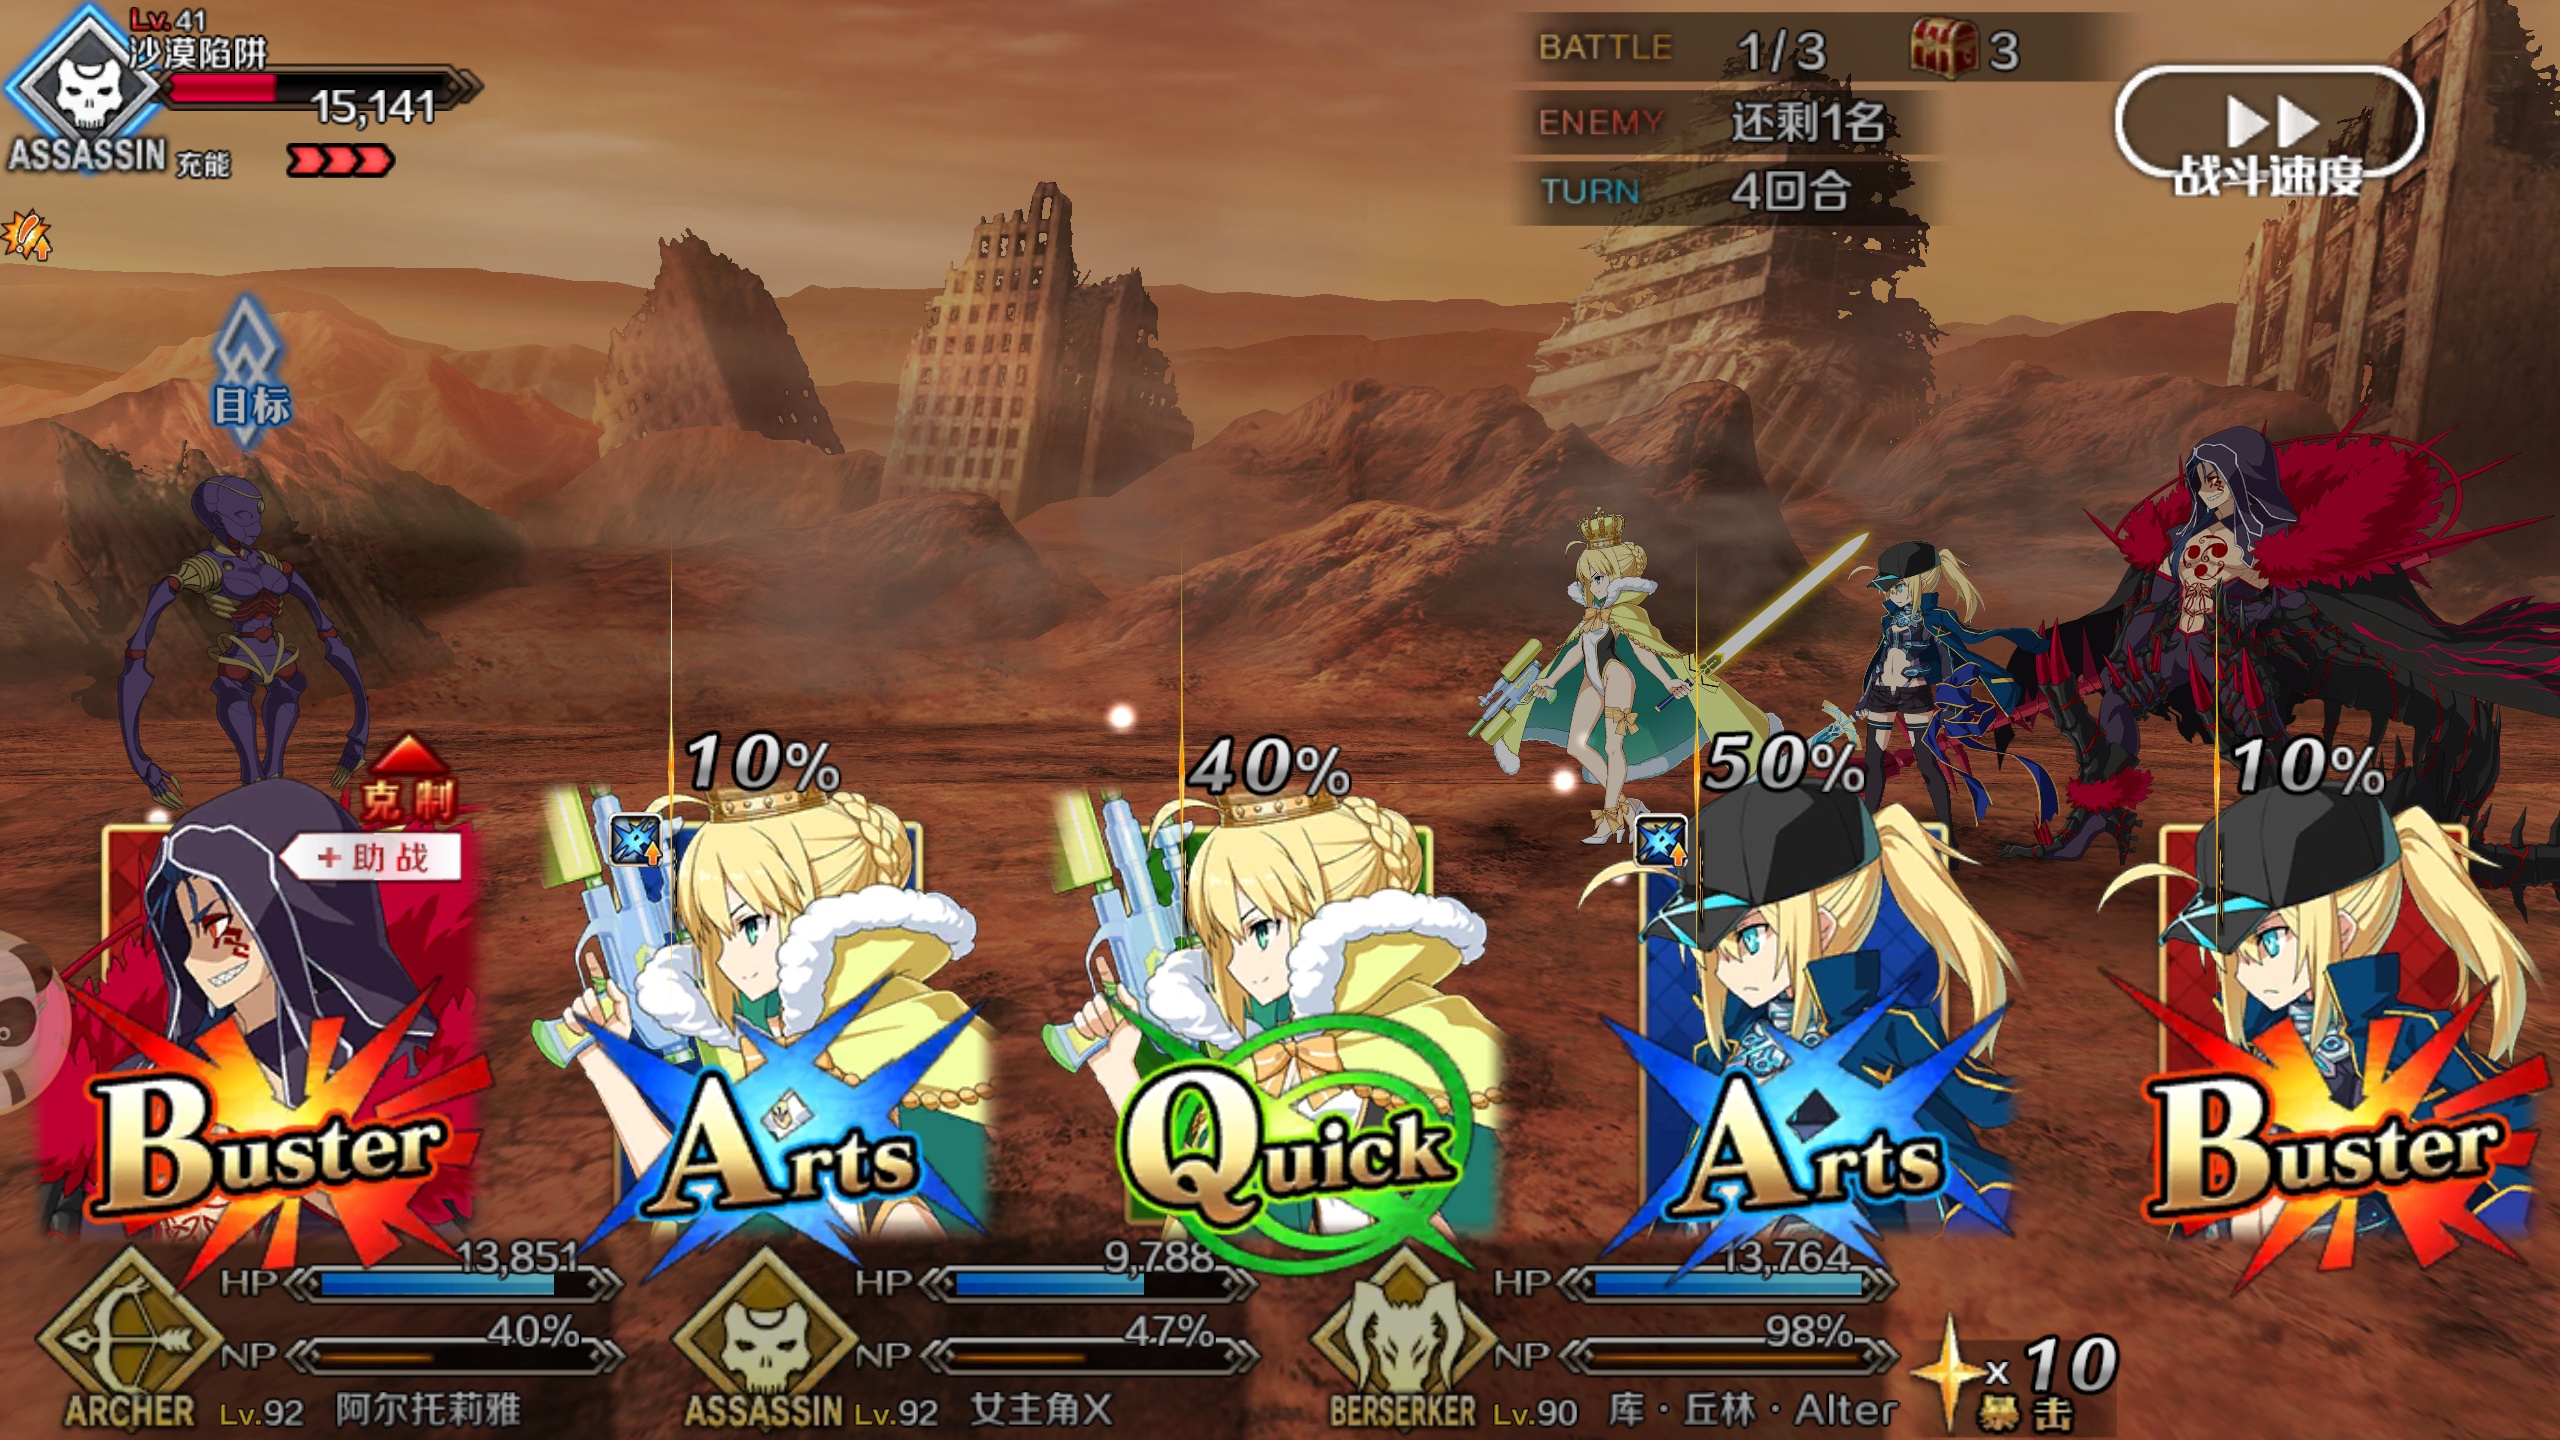 Lv.41
沙漠陷阱
15,141
ASSASSIN 充能
BATTLE 1/3 3
ENEMY 还剩1名
TURN 4回合
战斗速度
目标
克制
+助战
10%
40%
50%
10%
Buster
Arts
Quick
Arts
Buster
HP 13,851
NP 40%
ARCHER Lv.92 阿尔托莉雅
HP 9,788
NP 47%
ASSASSIN Lv.92 女主角X
HP 13,764
NP 98%
BERSERKER Lv.90 库·丘林·Alter
x10
暴击